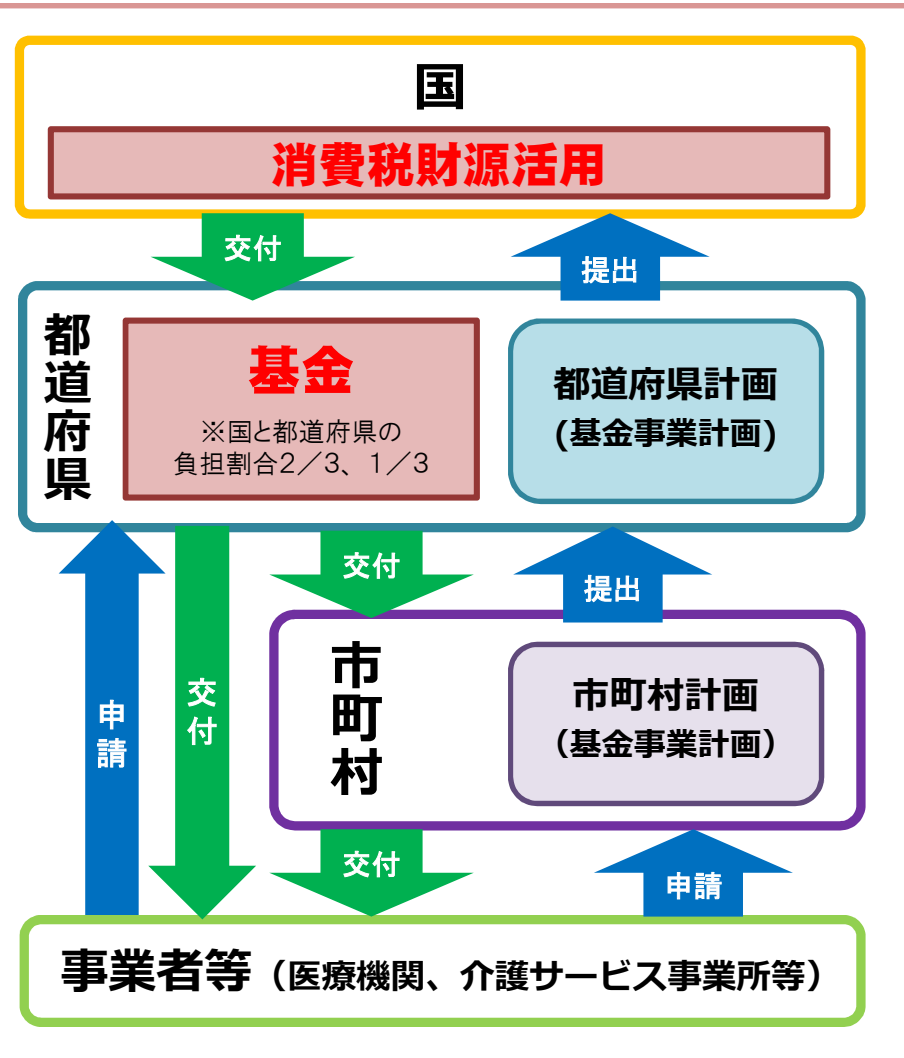 国
消費税財源活用
交付
提出
都道府県
基金
※国と都道府県の
負担割合2／3、1／3
都道府県計画
(基金事業計画)
申請
交付
交付
提出
市町村
市町村計画
（基金事業計画）
交付
申請
事業者等（医療機関、介護サービス事業所等）